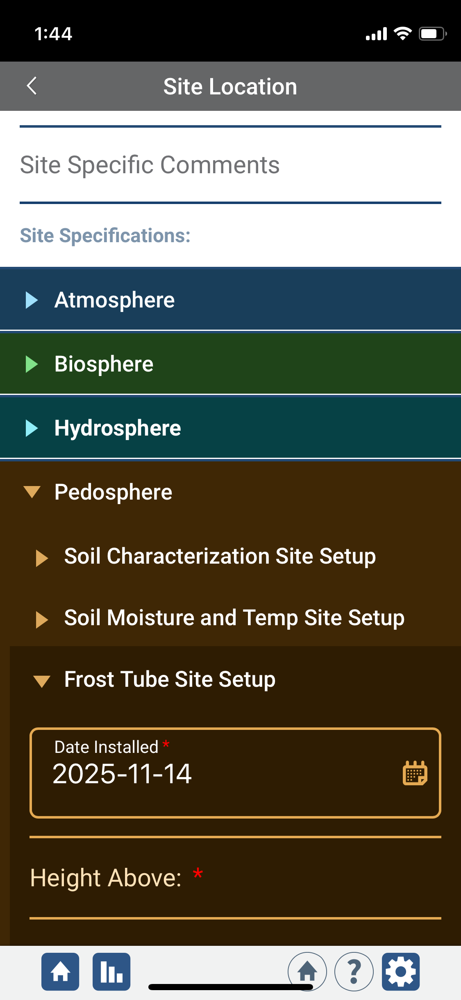 1:44
Site Location
Site Specific Comments
Site Specifications:
Atmosphere
Biosphere
Hydrosphere
Pedosphere
Soil Characterization Site Setup
Soil Moisture and Temp Site Setup
Frost Tube Site Setup
Date Installed *
2025-11-14
Height Above: *
?